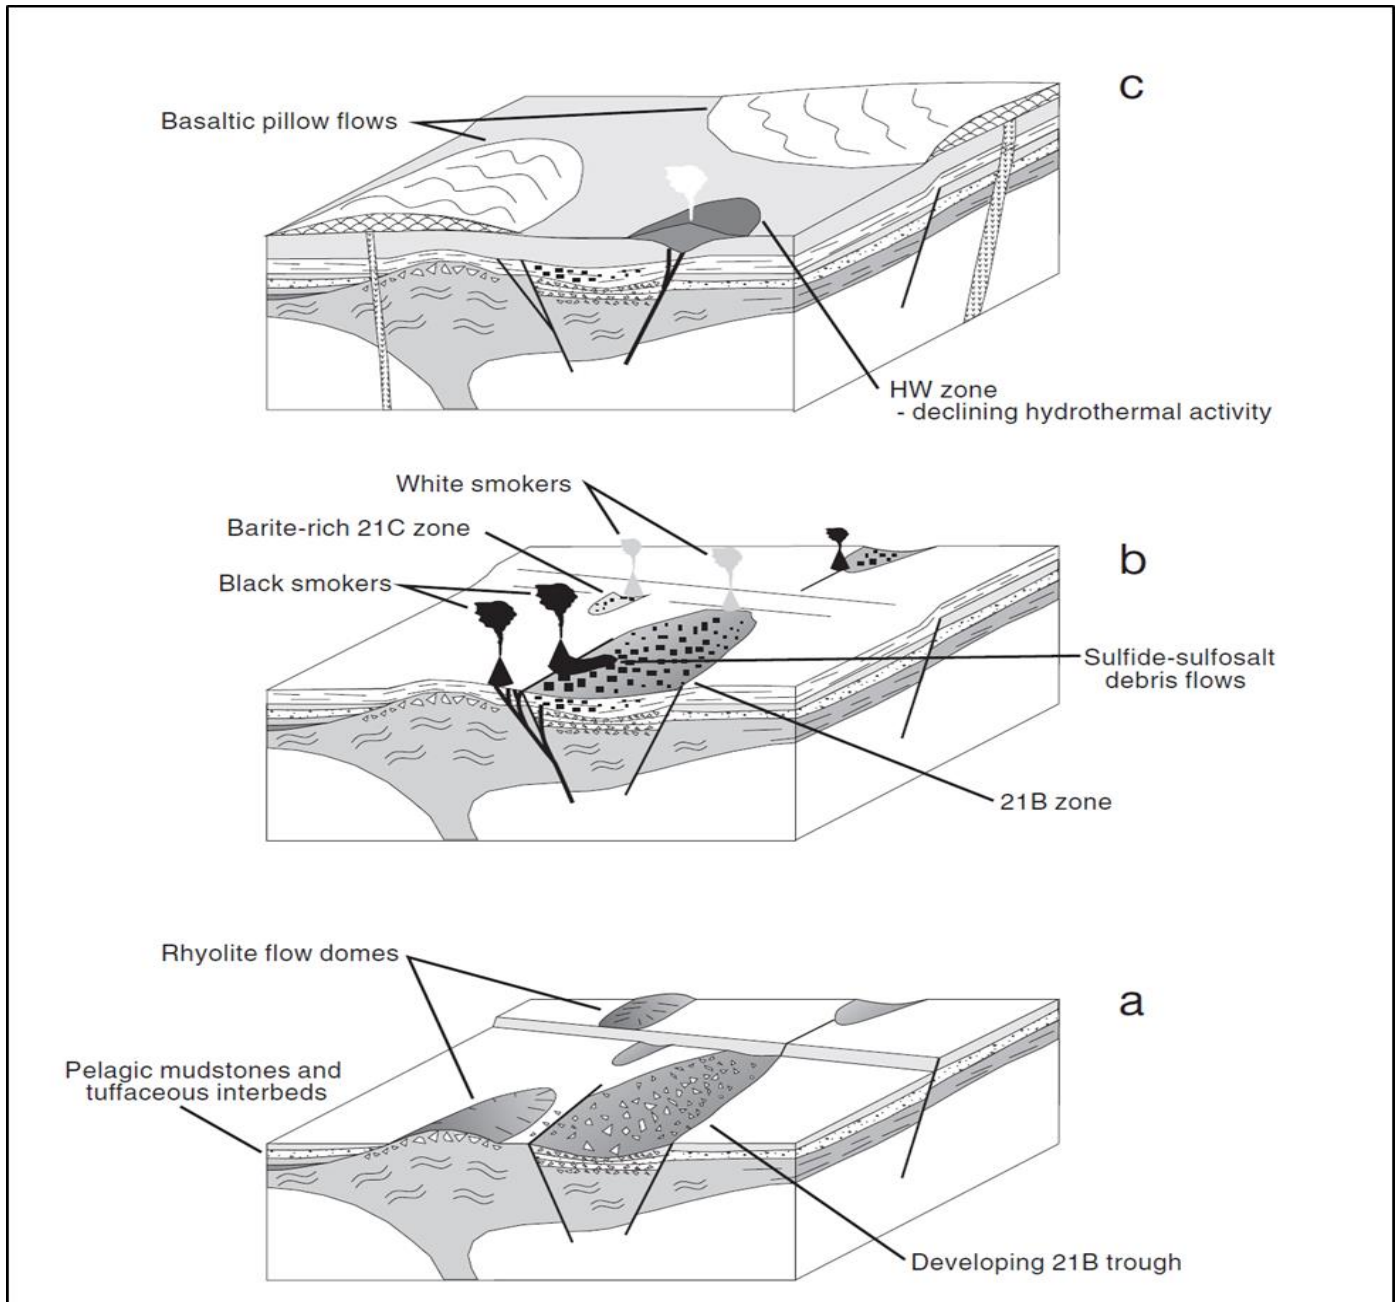 c
Basaltic pillow flows
HW zone
- declining hydrothermal activity
White smokers
Barite-rich 21C zone
b
Black smokers
Sulfide-sulfosalt
debris flows
21B zone
Rhyolite flow domes
a
Pelagic mudstones and
tuffaceous interbeds
Developing 21B trough